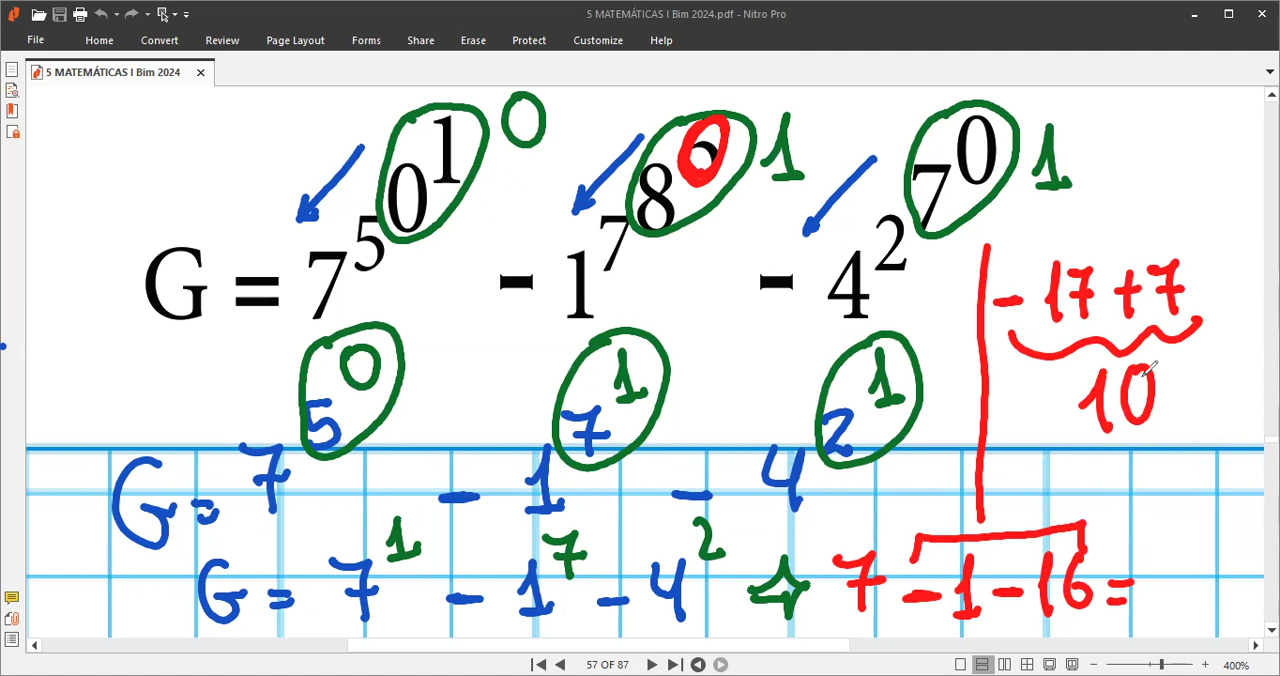 5 MATEMÁTICAS I Bim 2024.pdf - Nitro Pro
File Home Convert Review Page Layout Forms Share Erase Protect Customize Help
5 MATEMÁTICAS I Bim 2024
0 1 1
G = 7^5^0^1 - 1^7^8^0 - 4^2^7^0
- 17 + 7
10
G = 7^5^0 - 1^7^1 - 4^2^1
G = 7^1 - 1^7 - 4^2 7 - 1 - 16 =
57 OF 87 400%